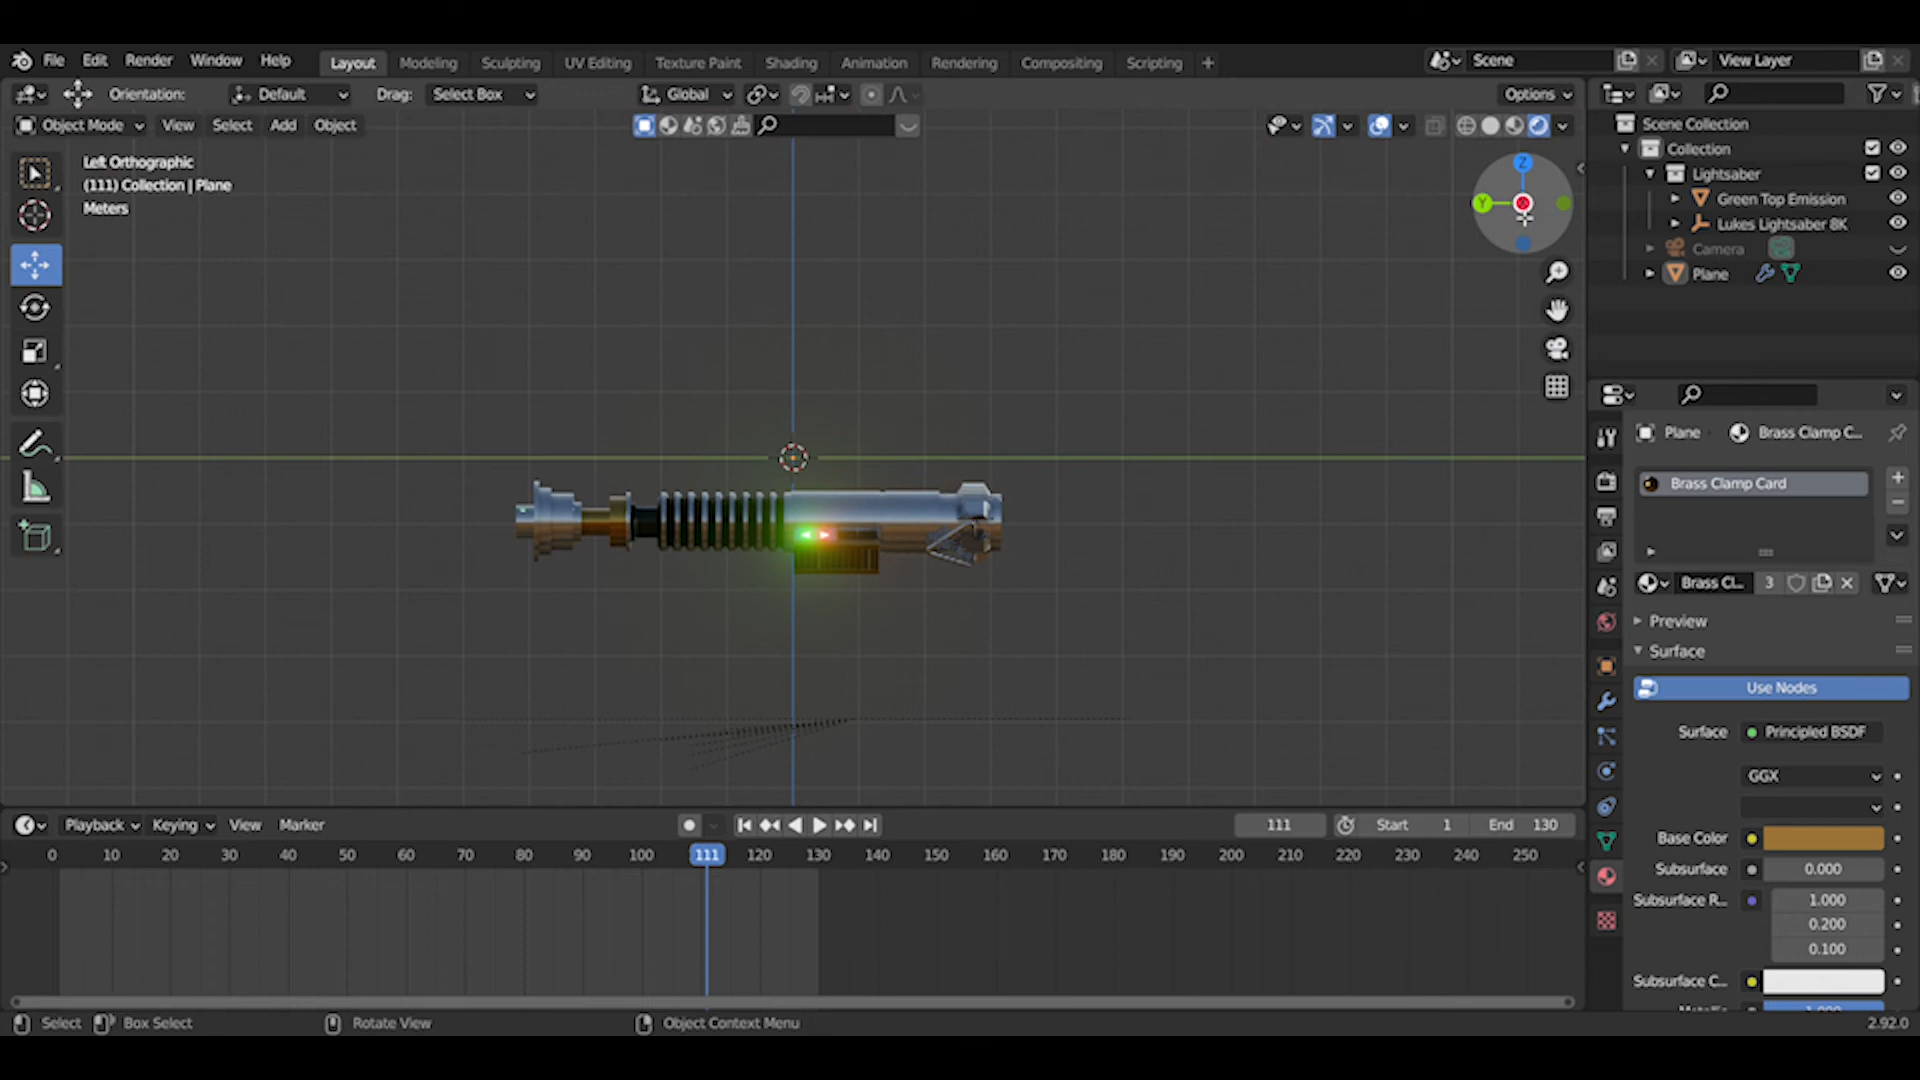 File Edit Render Window Help Layout Modeling Sculpting UV Editing Texture Paint Shading Animation Rendering Compositing Scripting + Scene View Layer
Orientation: Default Drag: Select Box Global Options
Object Mode View Select Add Object
Left Orthographic
(111) Collection | Plane
Meters
Z
Y
Scene Collection
Collection
Lightsaber
Green Top Emission
Lukes Lightsaber 8K
Camera
Plane
Plane Brass Clamp C...
Brass Clamp Card
Brass Cl... 3
Preview
Surface
Use Nodes
Surface Principled BSDF
GGX
Base Color
Subsurface 0.000
Subsurface R... 1.000
0.200
0.100
Subsurface C...
Playback Keying View Marker 111 Start 1 End 130
0 10 20 30 40 50 60 70 80 90 100 111 120 130 140 150 160 170 180 190 200 210 220 230 240 250
Select Box Select Rotate View Object Context Menu 2.92.0